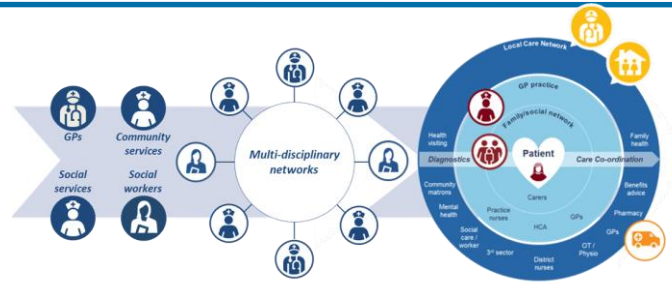 GPs
Community
services
Social
services
Social
workers
Multi-disciplinary
networks
Local Care Network
GP practice
Family/social network
Patient
Carers
Health
visiting
Diagnostics
Community
matrons
Mental
health
Social
care /
worker
3rd sector
District
nurses
OT /
Physio
GPs
Pharmacy
Benefits
advice
Care Co-ordination
Family
health
Practice
nurses
HCA
GPs